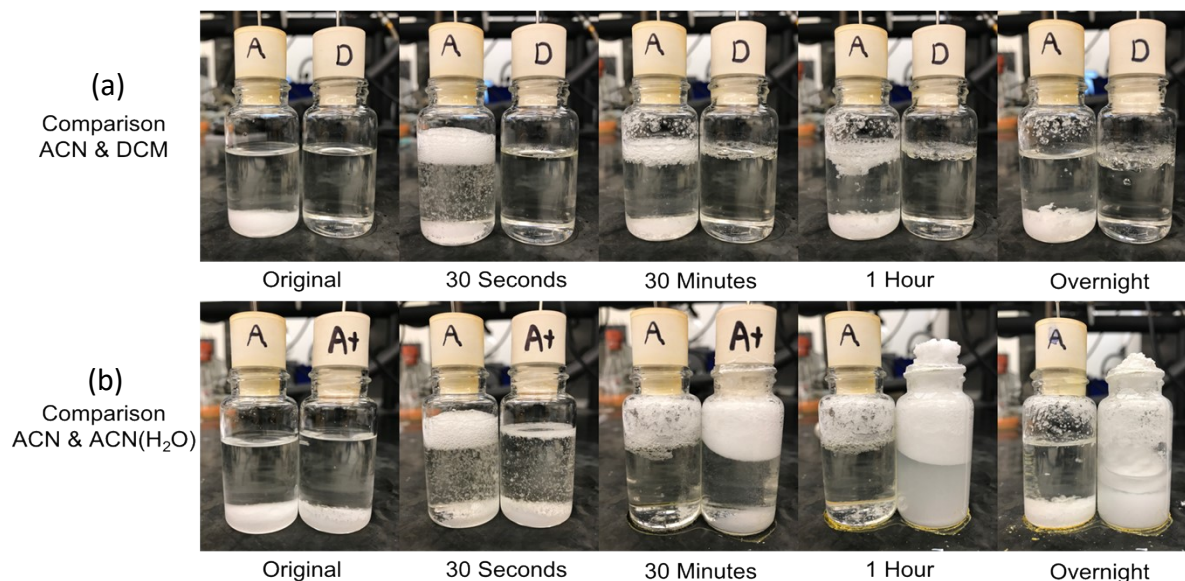 (a)
Comparison
ACN & DCM
A D A D A D A D A D
Original 30 Seconds 30 Minutes 1 Hour Overnight
(b)
Comparison
ACN & ACN(H₂O)
A A+ A A+ A A+ A A
Original 30 Seconds 30 Minutes 1 Hour Overnight